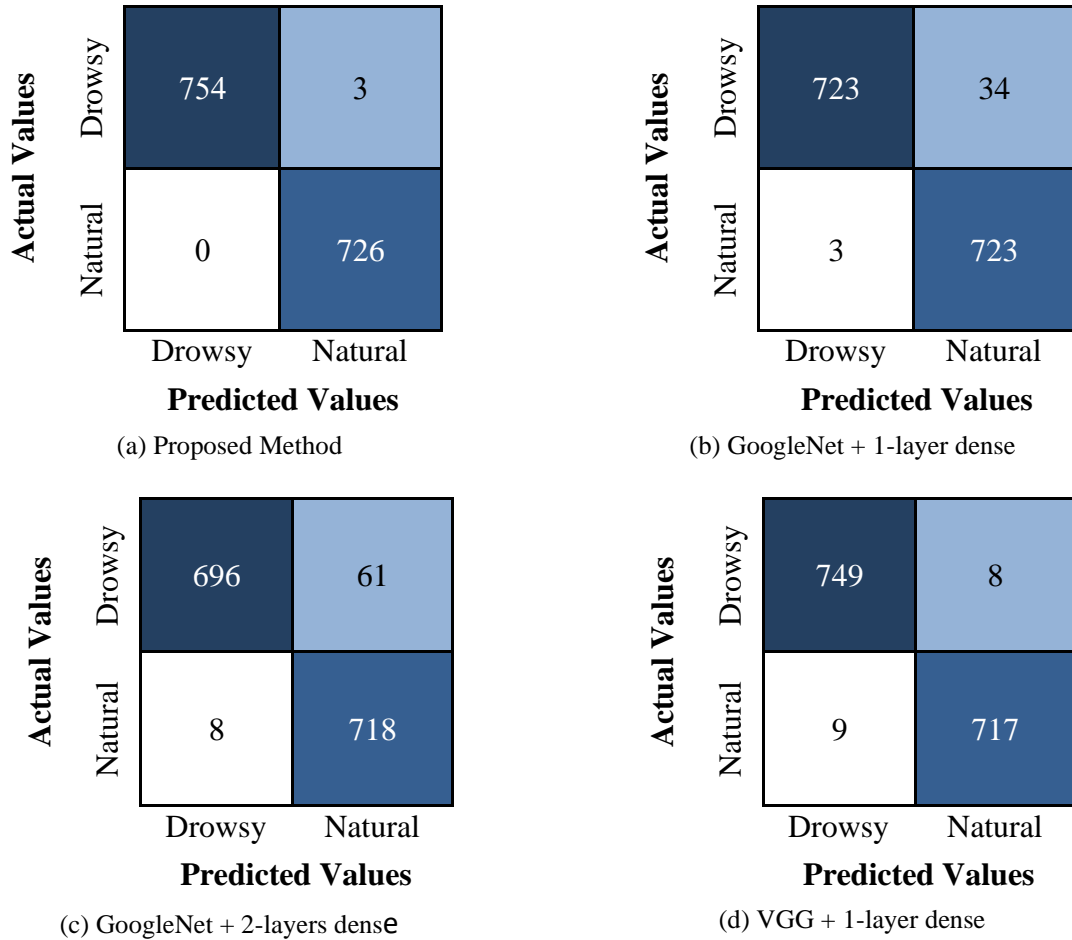 Actual Values
Drowsy
754
3
Natural
0
726
Drowsy
Natural
Predicted Values
(a) Proposed Method
Actual Values
Drowsy
723
34
Natural
3
723
Drowsy
Natural
Predicted Values
(b) GoogleNet + 1-layer dense
Actual Values
Drowsy
696
61
Natural
8
718
Drowsy
Natural
Predicted Values
(c) GoogleNet + 2-layers dense
Actual Values
Drowsy
749
8
Natural
9
717
Drowsy
Natural
Predicted Values
(d) VGG + 1-layer dense